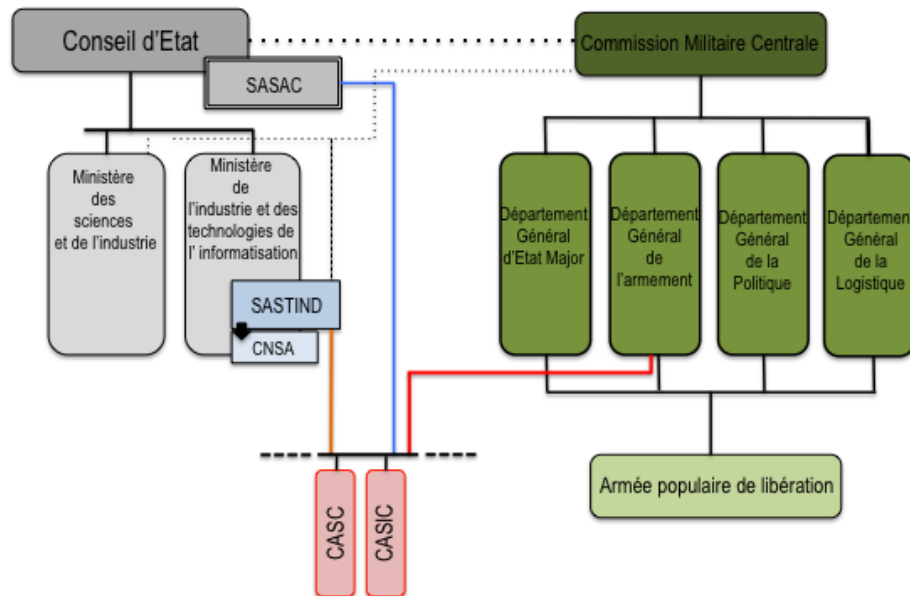 Conseil d'Etat
Commission Militaire Centrale
SASAC
Ministère
des
sciences
et de l'industrie
Ministère
de
l'industrie et des
technologies de
l' informatisation
SASTIND
CNSA
Département
Général
d'Etat Major
Département
Général
de
l'armement
Département
Général
de la
Politique
Département
Général
de la
Logistique
CASC
CASIC
Armée populaire de libération